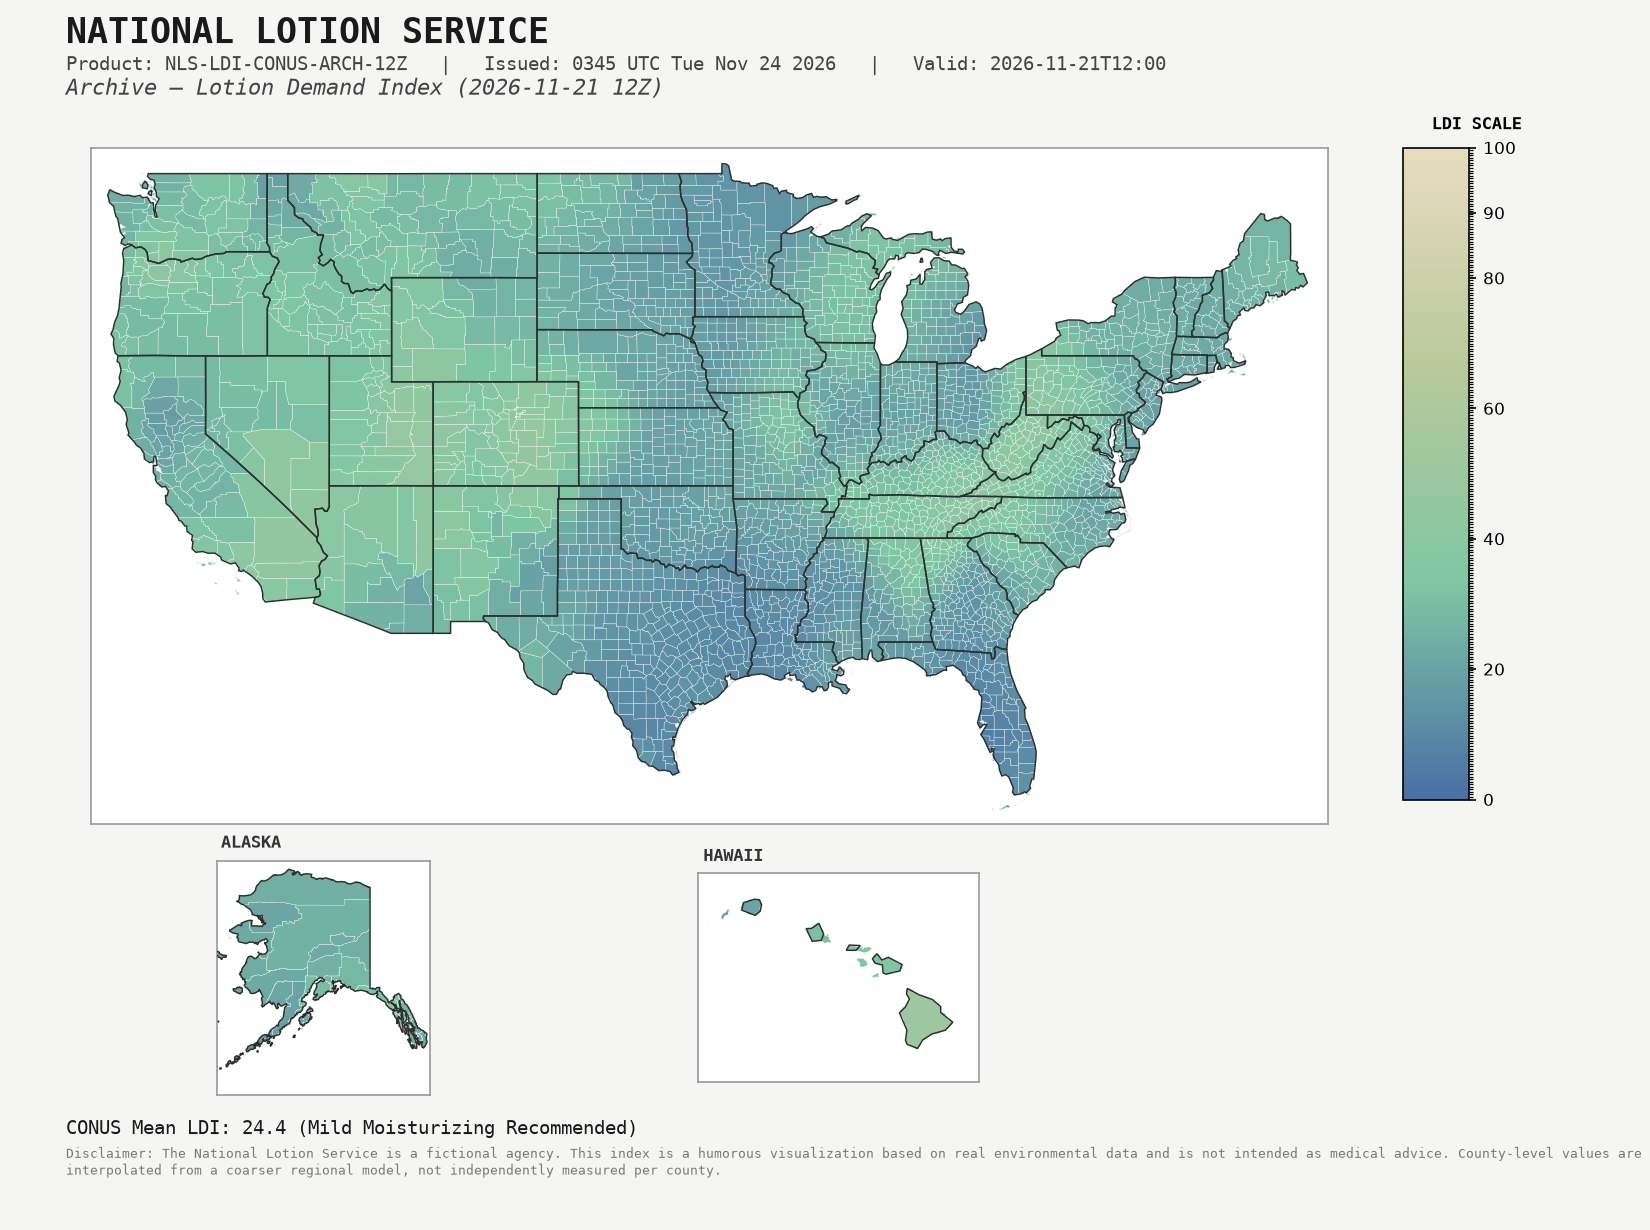 NATIONAL LOTION SERVICE
Product: NLS-LDI-CONUS-ARCH-12Z | Issued: 0345 UTC Tue Nov 24 2026 | Valid: 2026-11-21T12:00
Archive — Lotion Demand Index (2026-11-21 12Z)
LDI SCALE
100
90
80
60
40
20
0
ALASKA
HAWAII
CONUS Mean LDI: 24.4 (Mild Moisturizing Recommended)
Disclaimer: The National Lotion Service is a fictional agency. This index is a humorous visualization based on real environmental data and is not intended as medical advice. County-level values are
interpolated from a coarser regional model, not independently measured per county.